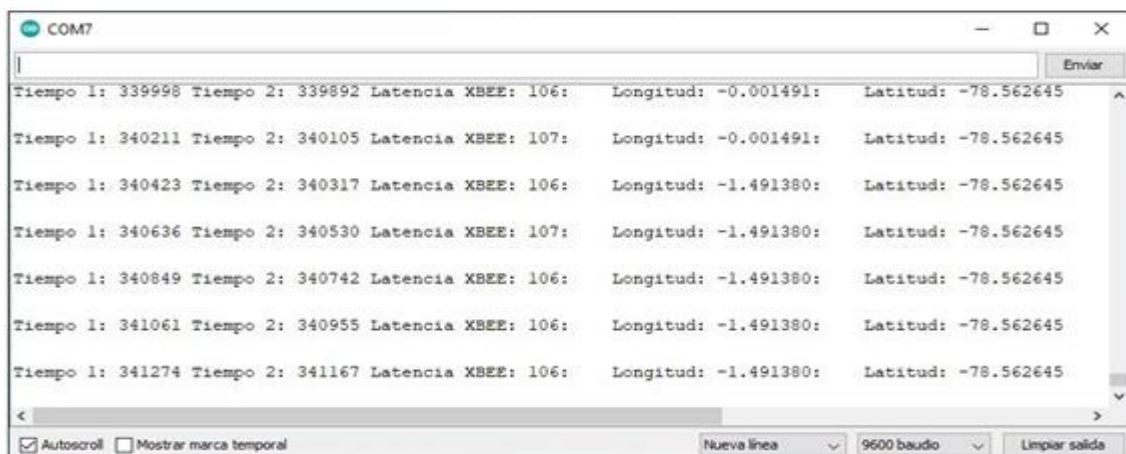 COM7
Enviar
Tiempo 1: 339998 Tiempo 2: 339892 Latencia XBEE: 106: Longitud: -0.001491: Latitud: -78.562645
Tiempo 1: 340211 Tiempo 2: 340105 Latencia XBEE: 107: Longitud: -0.001491: Latitud: -78.562645
Tiempo 1: 340423 Tiempo 2: 340317 Latencia XBEE: 106: Longitud: -1.491380: Latitud: -78.562645
Tiempo 1: 340636 Tiempo 2: 340530 Latencia XBEE: 107: Longitud: -1.491380: Latitud: -78.562645
Tiempo 1: 340849 Tiempo 2: 340742 Latencia XBEE: 106: Longitud: -1.491380: Latitud: -78.562645
Tiempo 1: 341061 Tiempo 2: 340955 Latencia XBEE: 106: Longitud: -1.491380: Latitud: -78.562645
Tiempo 1: 341274 Tiempo 2: 341167 Latencia XBEE: 106: Longitud: -1.491380: Latitud: -78.562645
Autoscroll Mostrar marca temporal Nueva línea 9600 baudio Limpiar salida